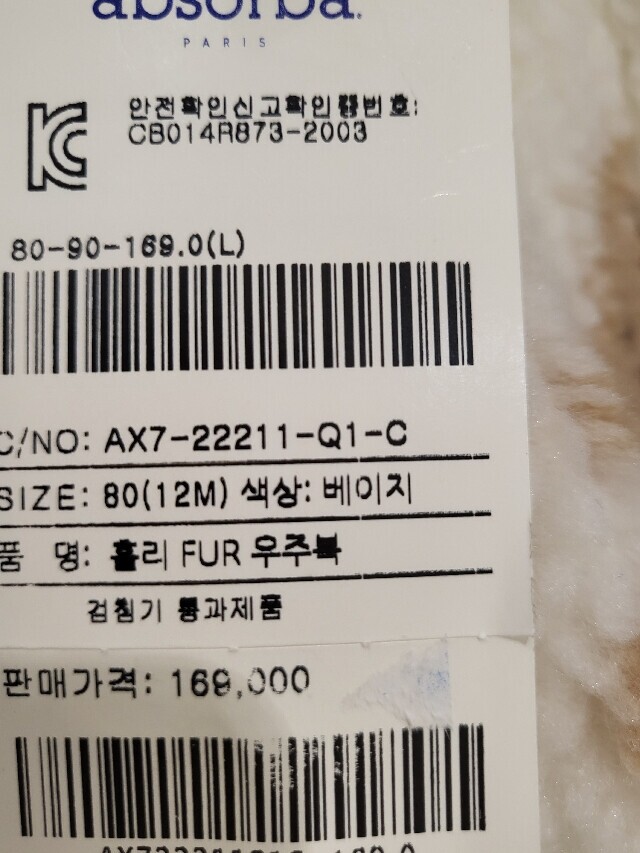 absorba.
PARIS
안전확인신고확인증번호:
CB014R873-2003
80-90-169.0(L)
C/NO: AX7-22211-Q1-C
SIZE: 80(12M) 색상: 베이지
품 명: 홀리 FUR 우주복
검침기 통과제품
판매가격: 169,000